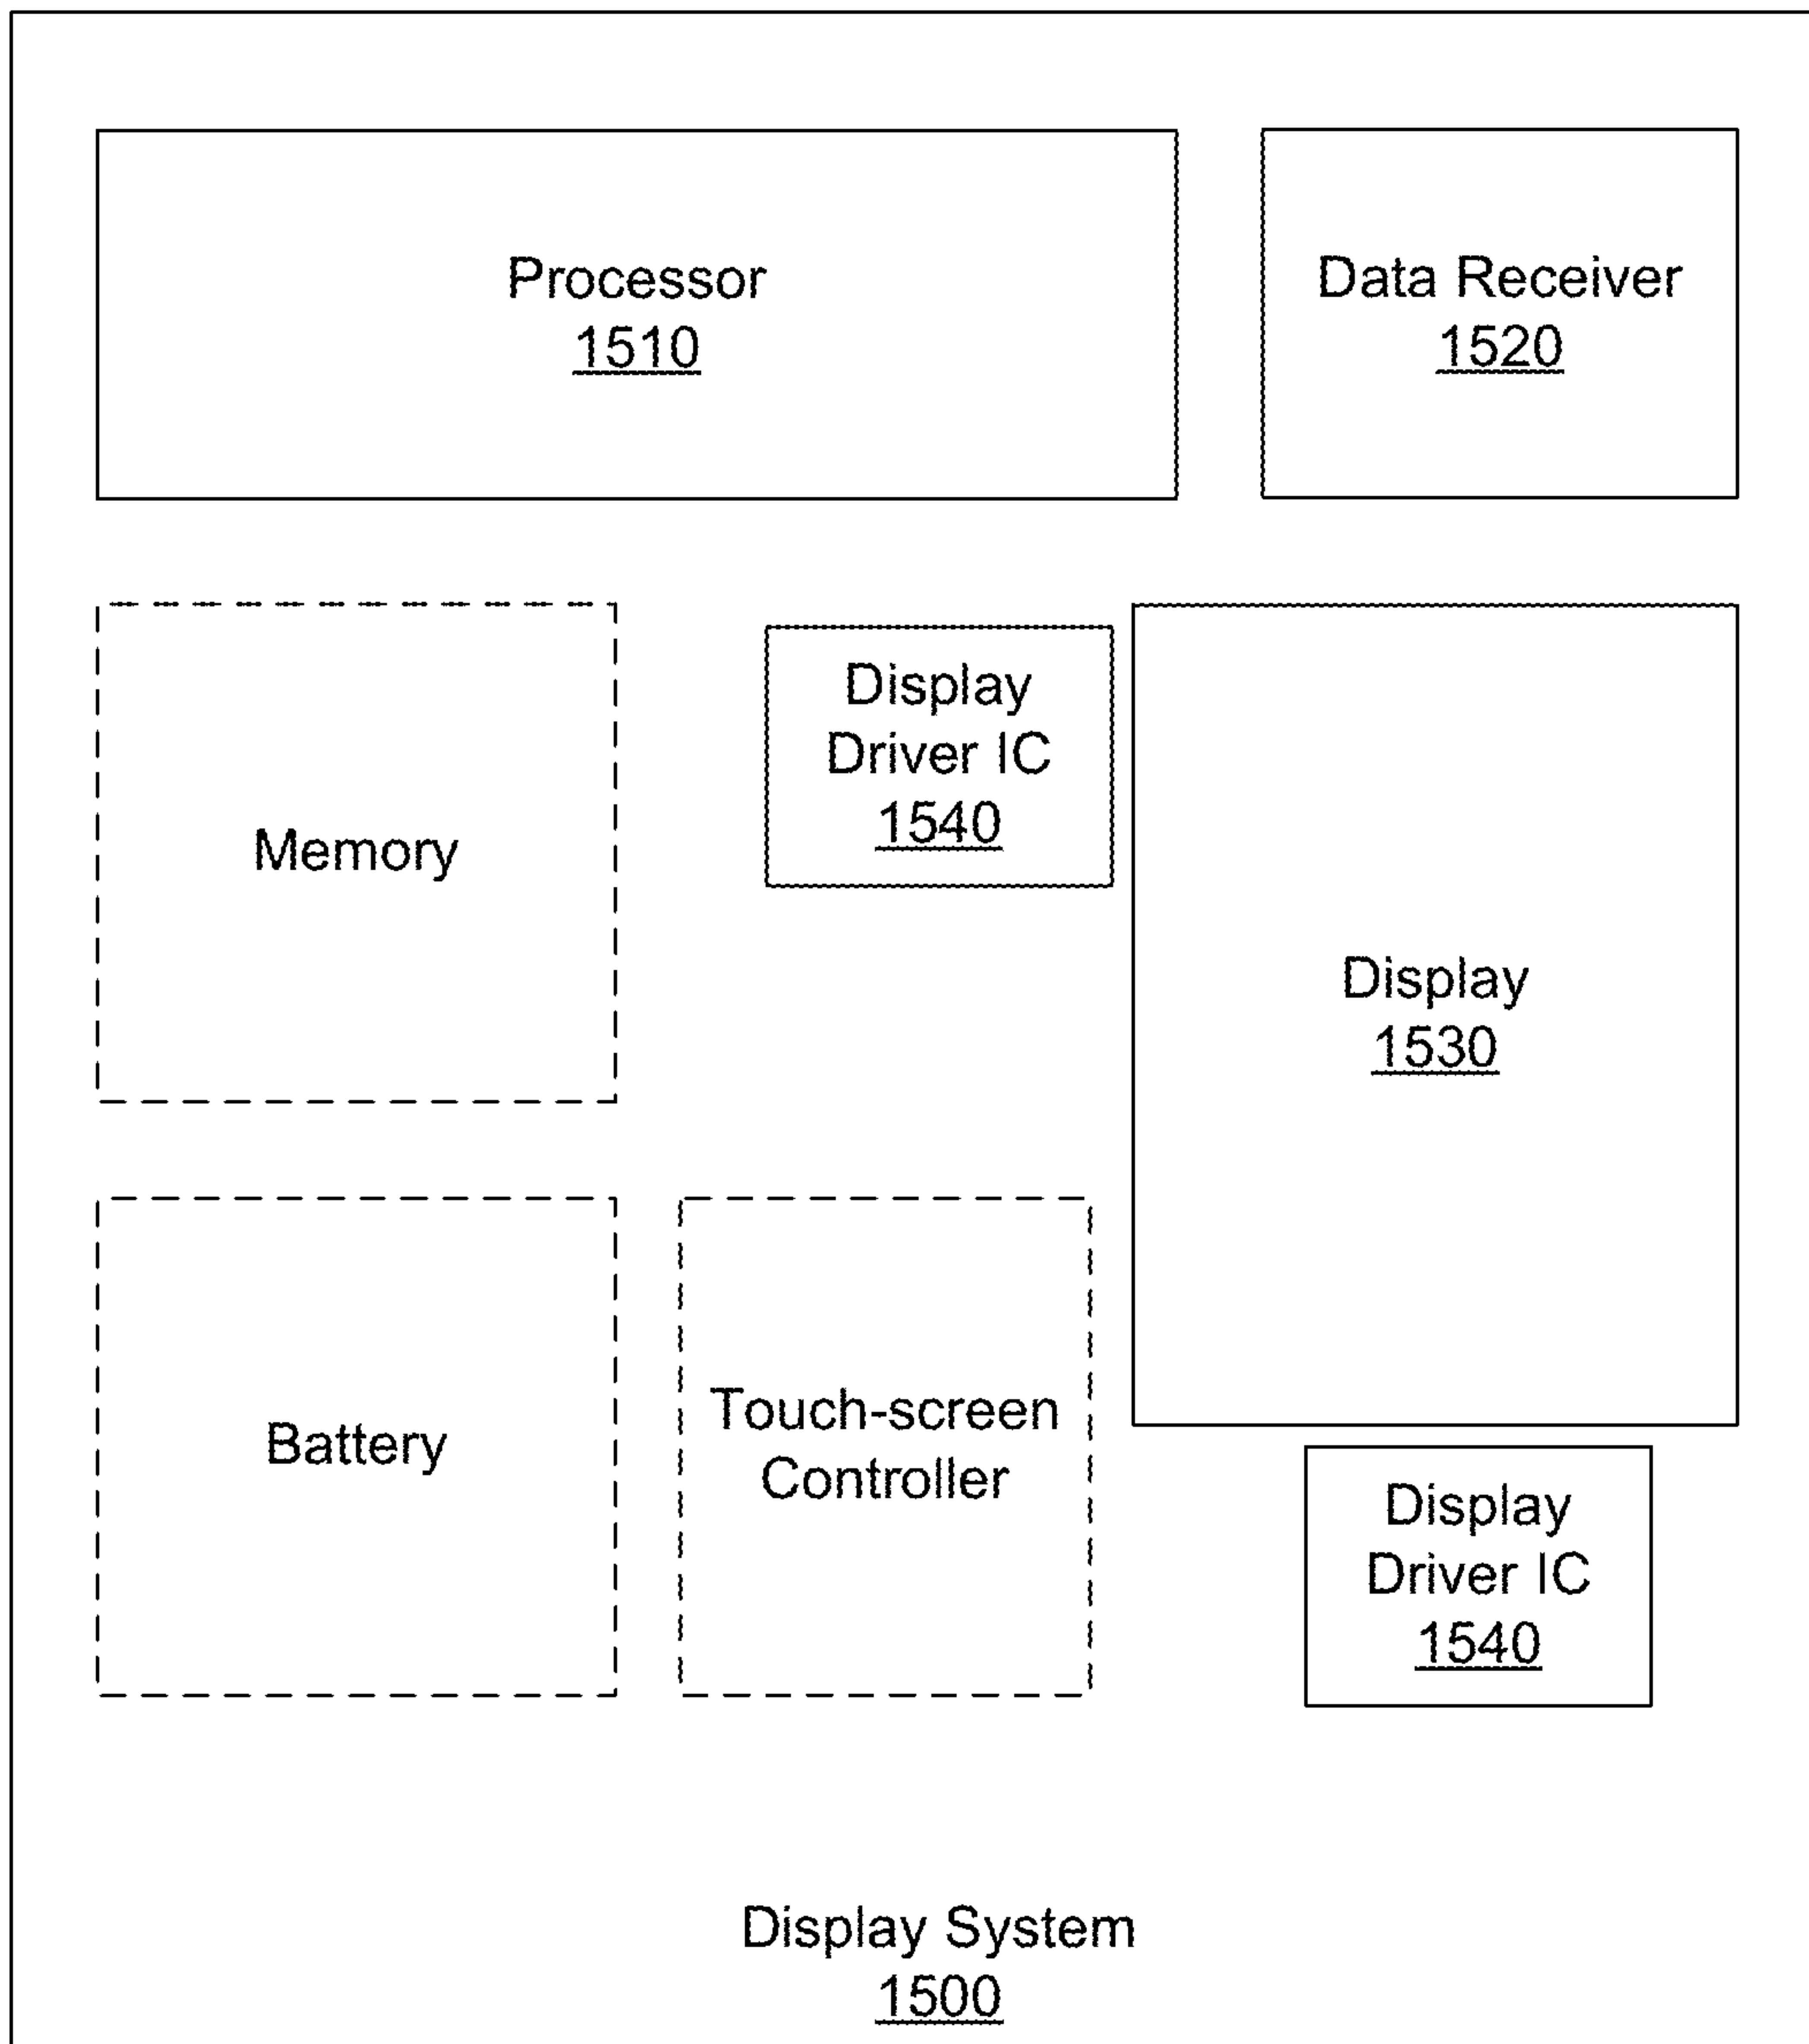 Processor
1510
Data Receiver
1520
Memory
Display
Driver IC
1540
Display
1530
Battery
Touch-screen
Controller
Display
Driver IC
1540
Display System
1500